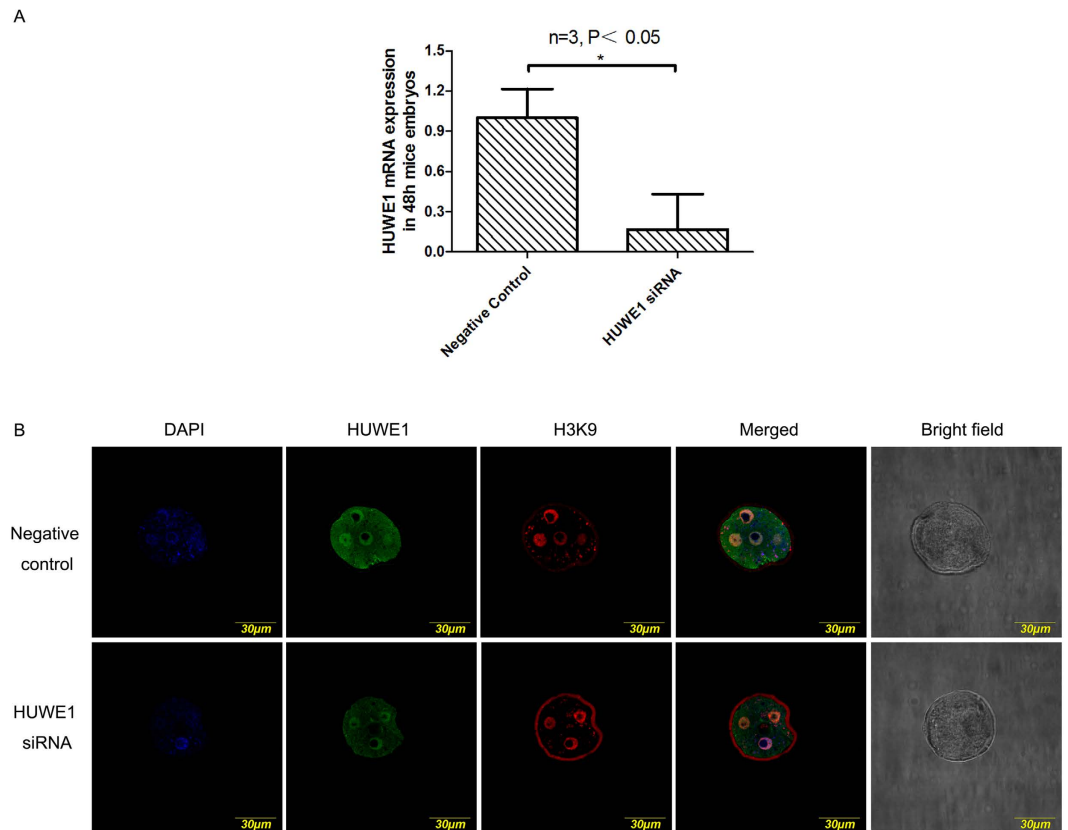 A
n=3, P< 0.05
*
HUWE1 mRNA expression
in 48h mice embryos
1.5
1.2
0.9
0.6
0.3
0.0
Negative Control
HUWE1 siRNA
B
DAPI HUWE1 H3K9 Merged Bright field
Negative
control
30μm 30μm 30μm 30μm 30μm
HUWE1
siRNA
30μm 30μm 30μm 30μm 30μm